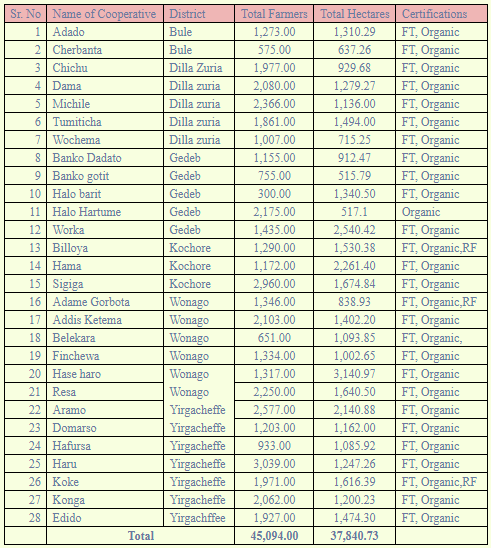 Sr. No Name of Cooperative District Total Farmers Total Hectares Certifications
1 Adado Bule 1,273.00 1,310.29 FT, Organic
2 Cherbanta Bule 575.00 637.26 FT, Organic
3 Chichu Dilla Zuria 1,977.00 929.68 FT, Organic
4 Dama Dilla zuria 2,080.00 1,279.27 FT, Organic
5 Michile Dilla zuria 2,366.00 1,136.00 FT, Organic
6 Tumiticha Dilla zuria 1,861.00 1,494.00 FT, Organic
7 Wochema Dilla zuria 1,007.00 715.25 FT, Organic
8 Banko Dadato Gedeb 1,155.00 912.47 FT, Organic
9 Banko gotit Gedeb 755.00 515.79 FT, Organic
10 Halo barit Gedeb 300.00 1,340.50 FT, Organic
11 Halo Hartume Gedeb 2,175.00 517.1 Organic
12 Worka Gedeb 1,435.00 2,540.42 FT, Organic
13 Billoya Kochore 1,290.00 1,530.38 FT, Organic,RF
14 Hama Kochore 1,172.00 2,261.40 FT, Organic
15 Sigiga Kochore 2,960.00 1,674.84 FT, Organic
16 Adame Gorbota Wonago 1,346.00 838.93 FT, Organic,RF
17 Addis Ketema Wonago 2,103.00 1,402.20 FT, Organic
18 Belekara Wonago 651.00 1,093.85 FT, Organic,
19 Finchewa Wonago 1,334.00 1,002.65 FT, Organic
20 Hase haro Wonago 1,317.00 3,140.97 FT, Organic
21 Resa Wonago 2,250.00 1,640.50 FT, Organic
22 Aramo Yirgacheffe 2,577.00 2,140.88 FT, Organic
23 Domarso Yirgacheffe 1,203.00 1,162.00 FT, Organic
24 Hafursa Yirgacheffe 933.00 1,085.92 FT, Organic
25 Haru Yirgacheffe 3,039.00 1,247.26 FT, Organic
26 Koke Yirgacheffe 1,971.00 1,616.39 FT, Organic,RF
27 Konga Yirgacheffe 2,062.00 1,200.23 FT, Organic
28 Edido Yirgachffee 1,927.00 1,474.30 FT, Organic
Total 45,094.00 37,840.73